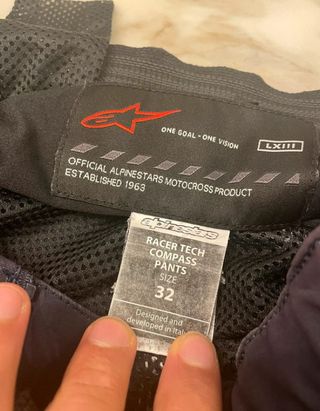 ONE GOAL - ONE VISION
LXIII
OFFICIAL ALPINESTARS MOTOCROSS PRODUCT
ESTABLISHED 1963
alpinestars
RACER TECH
COMPASS
PANTS
SIZE
32
Designed and
developed in Italy